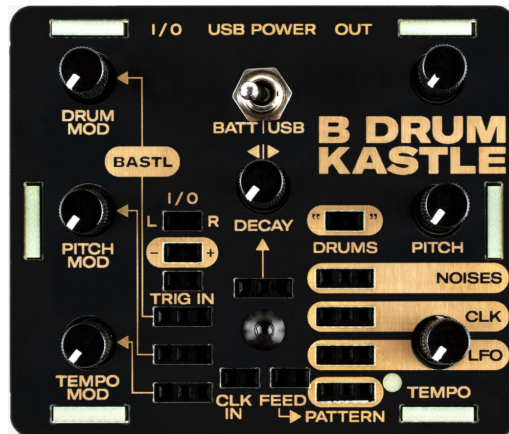 I/O USB POWER OUT
DRUM
MOD
BATT USB
B DRUM
KASTLE
BASTL
I/O
L R
DECAY
" "
DRUMS
PITCH
PITCH
MOD
- +
NOISES
TRIG IN
CLK
LFO
TEMPO
MOD
CLK
IN
FEED
PATTERN
TEMPO